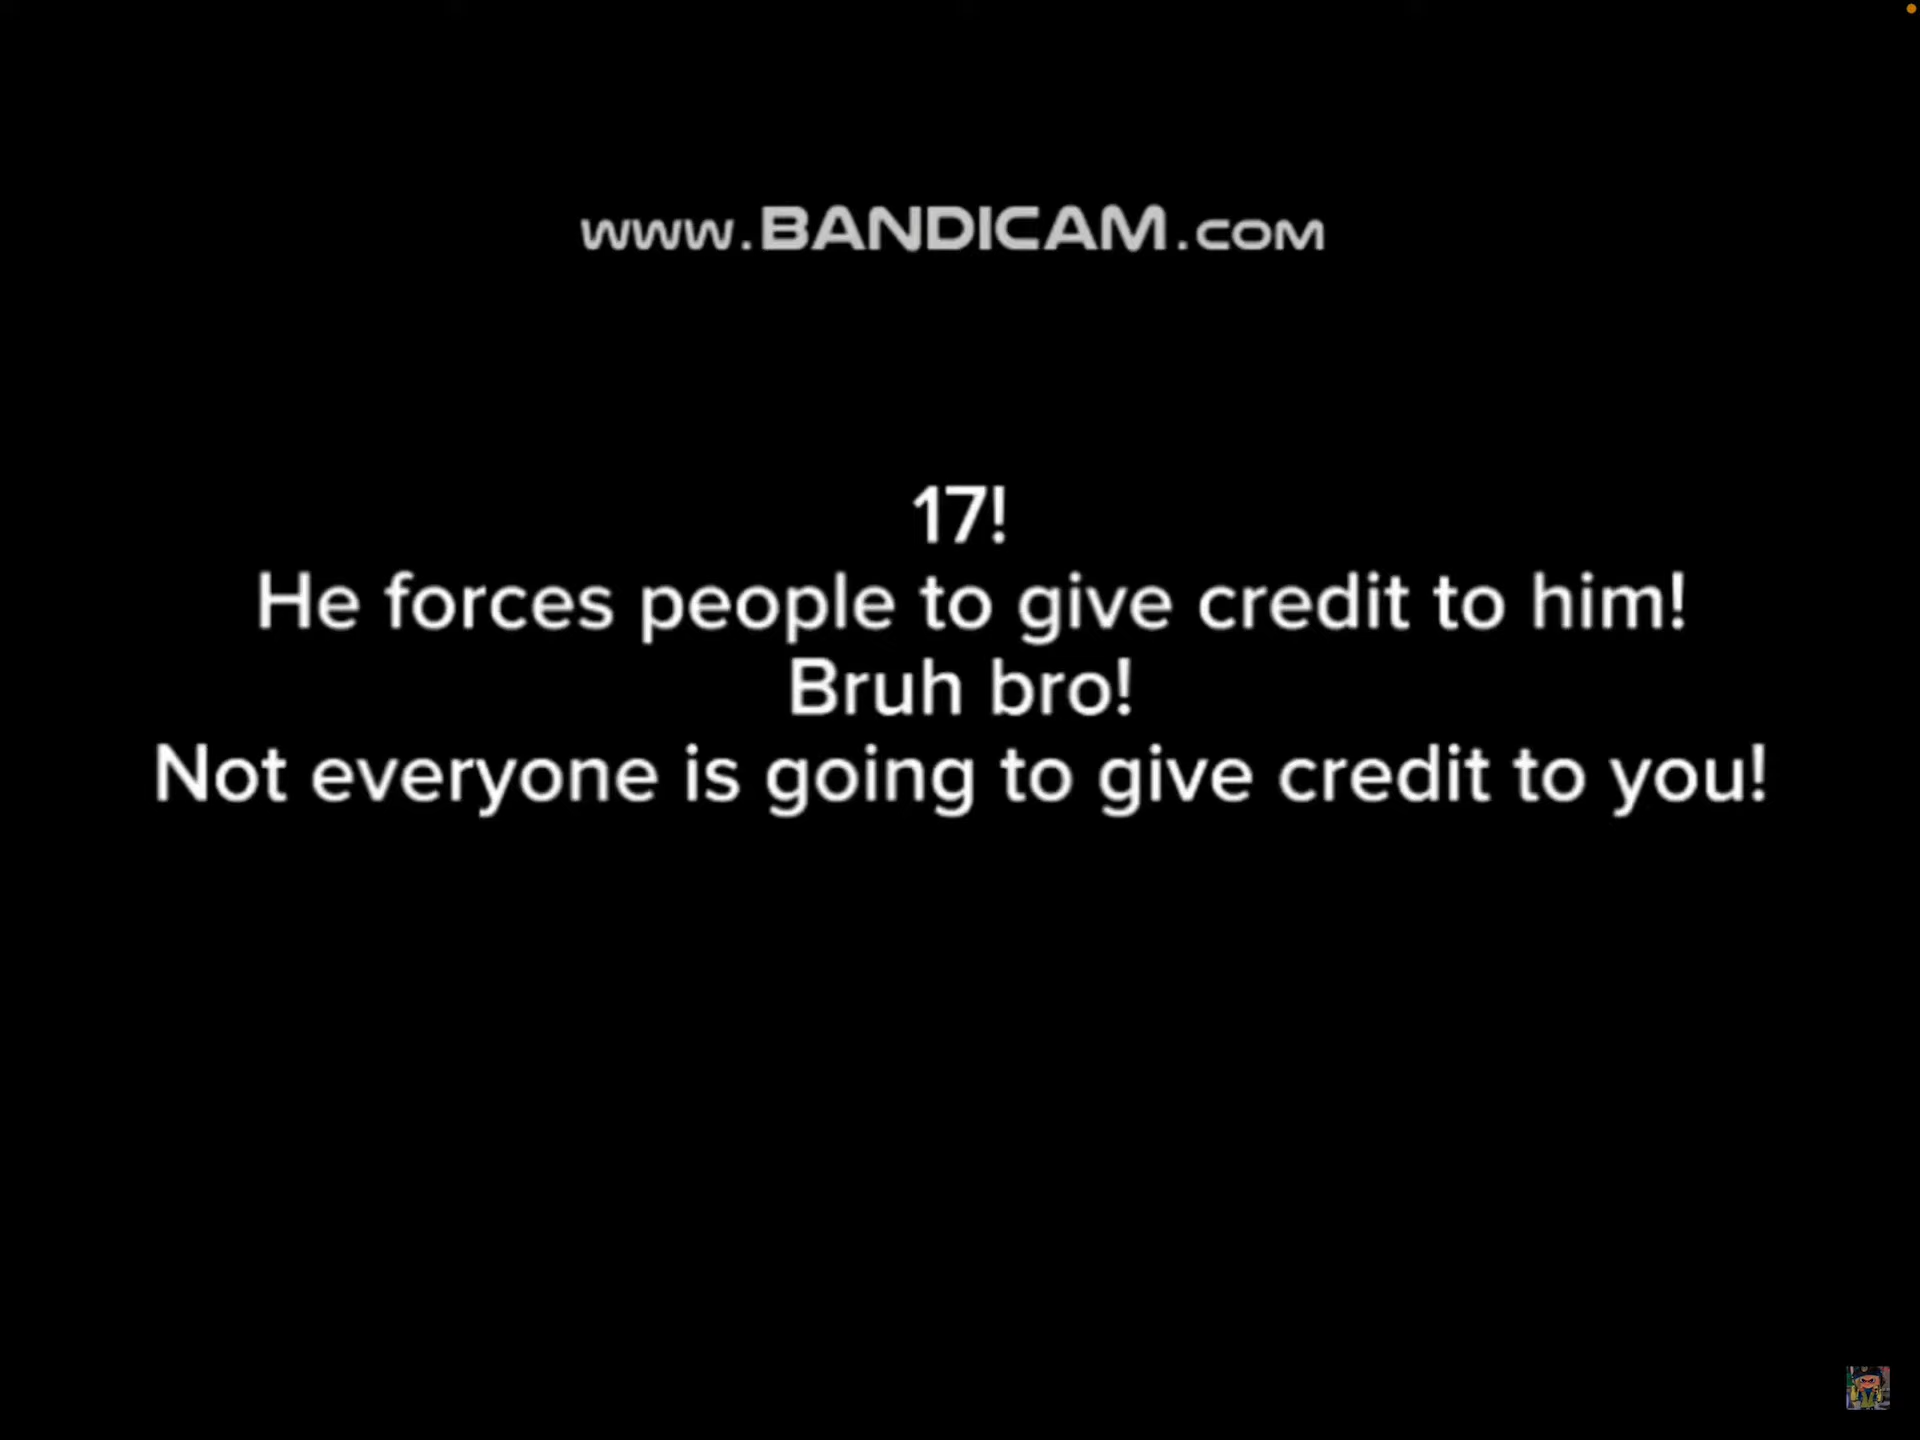 www.BANDICAM.com
17!
He forces people to give credit to him!
Bruh bro!
Not everyone is going to give credit to you!